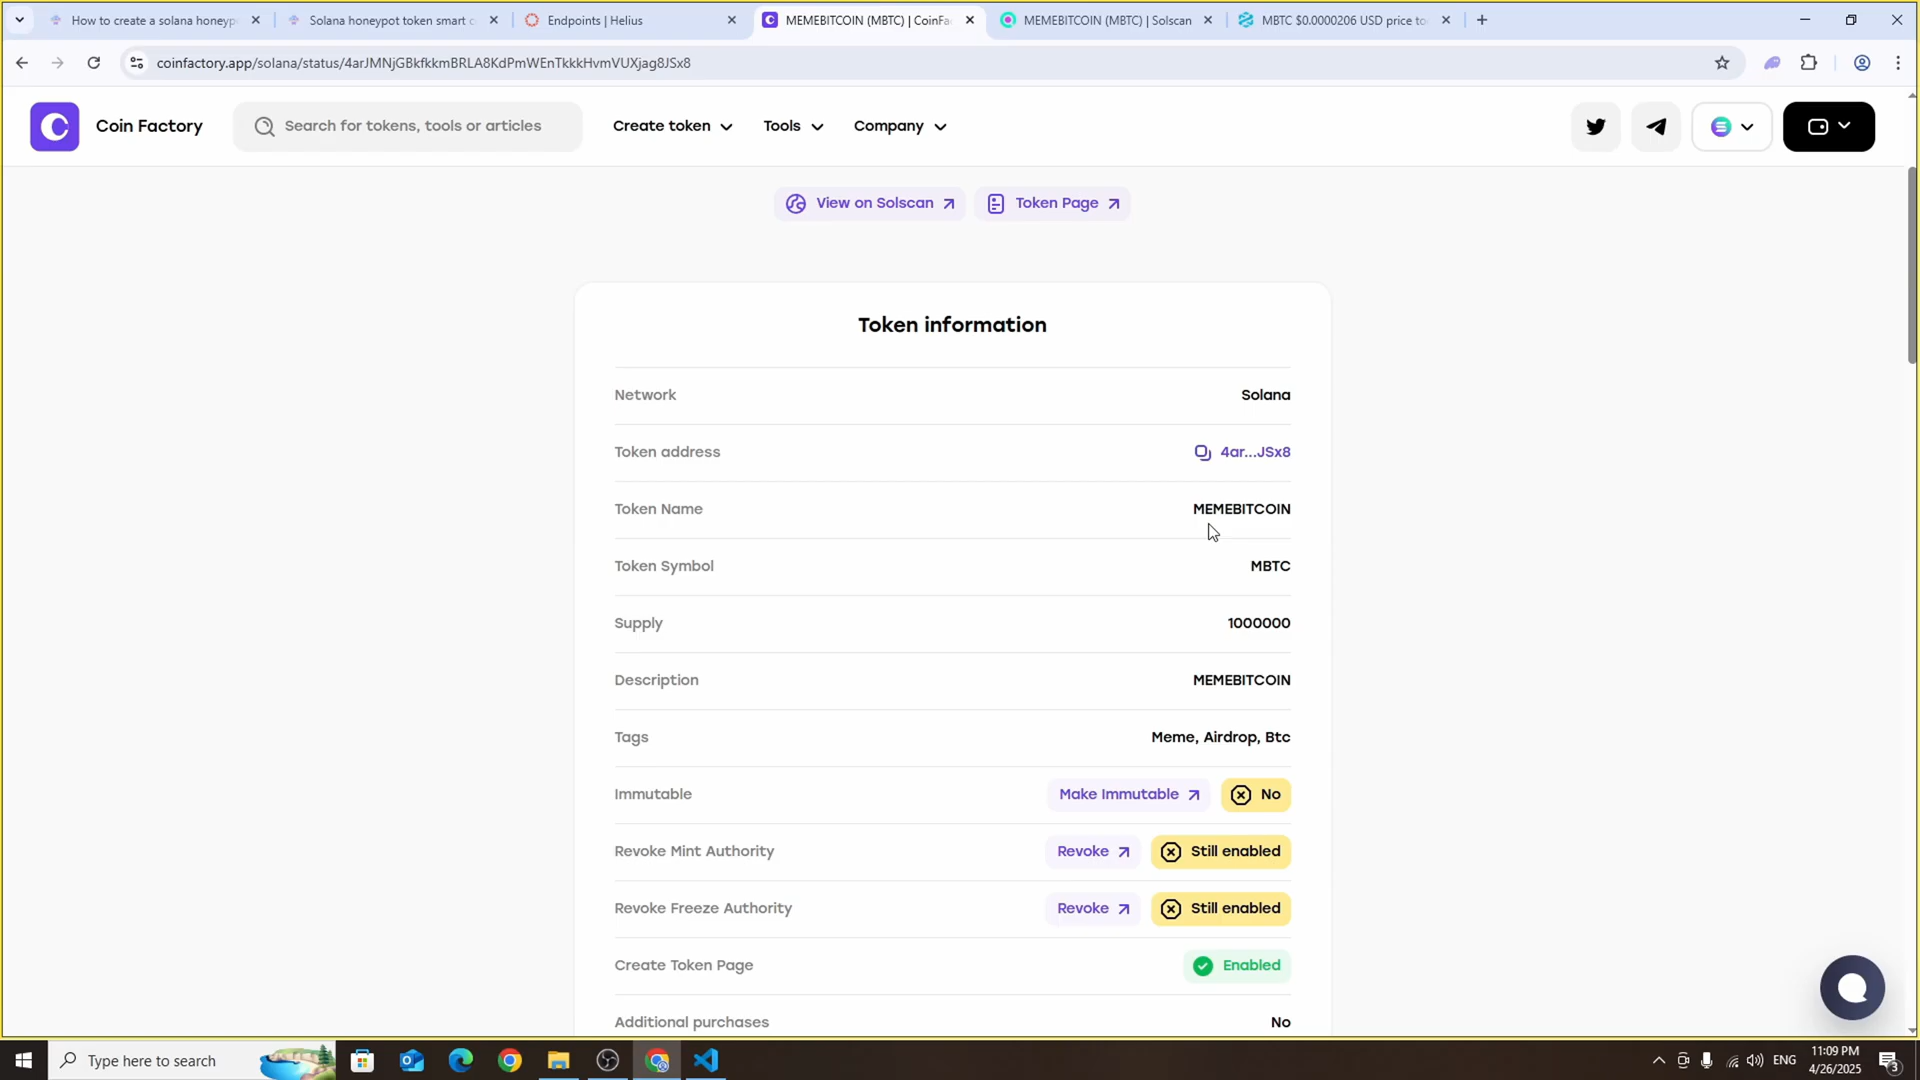 How to create a solana honeyp
Solana honeypot token smart c
Endpoints | Helius
MEMEBITCOIN (MBTC) | CoinFa
MEMEBITCOIN (MBTC) | Solscan
MBTC $0.0000206 USD price to
coinfactory.app/solana/status/4arJMNjGBkfkkmBRLA8KdPmWEnTkkkHvmVUXjag8JSx8
Coin Factory
Search for tokens, tools or articles
Create token
Tools
Company
View on Solscan
Token Page
Token information
Network
Solana
Token address
4ar...JSx8
Token Name
MEMEBITCOIN
Token Symbol
MBTC
Supply
1000000
Description
MEMEBITCOIN
Tags
Meme, Airdrop, Btc
Immutable
Make Immutable
No
Revoke Mint Authority
Revoke
Still enabled
Revoke Freeze Authority
Revoke
Still enabled
Create Token Page
Enabled
Additional purchases
No
Type here to search
ENG
11:09 PM
4/26/2025
3